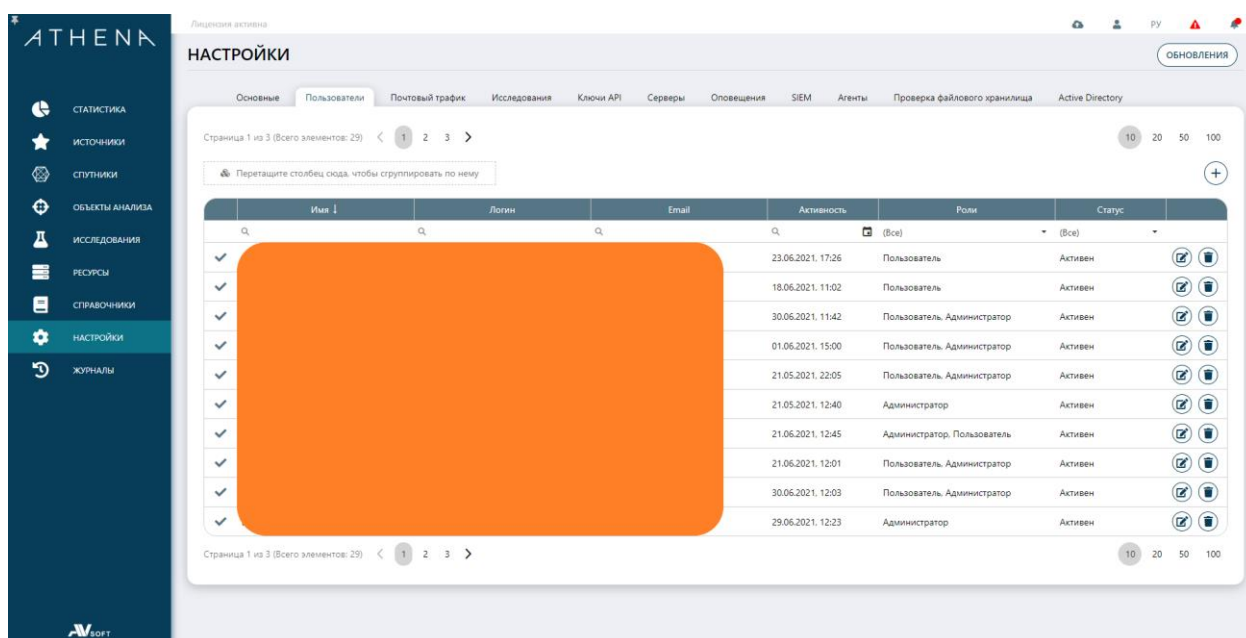 Лицензия активна
РУ
ATHENA
НАСТРОЙКИ
ОБНОВЛЕНИЯ
Основные Пользователи Почтовый трафик Исследования Ключи API Серверы Оповещения SIEM Агенты Проверка файлового хранилища Active Directory
СТАТИСТИКА
ИСТОЧНИКИ
СПУТНИКИ
ОБЪЕКТЫ АНАЛИЗА
ИССЛЕДОВАНИЯ
РЕСУРСЫ
СПРАВОЧНИКИ
НАСТРОЙКИ
ЖУРНАЛЫ
AVSOFT
Страница 1 из 3 (Всего элементов: 29) 1 2 3 10 20 50 100
Перетащите столбец сюда, чтобы сгруппировать по нему
Имя Логин Email Активность Роли Статус
(Все) (Все)
23.06.2021, 17:26 Пользователь Активен
18.06.2021, 11:02 Пользователь Активен
30.06.2021, 11:42 Пользователь, Администратор Активен
01.06.2021, 15:00 Пользователь, Администратор Активен
21.05.2021, 22:05 Пользователь, Администратор Активен
21.05.2021, 12:40 Администратор Активен
21.06.2021, 12:45 Администратор, Пользователь Активен
21.06.2021, 12:01 Пользователь, Администратор Активен
30.06.2021, 12:03 Пользователь, Администратор Активен
29.06.2021, 12:23 Администратор Активен
Страница 1 из 3 (Всего элементов: 29) 1 2 3 10 20 50 100